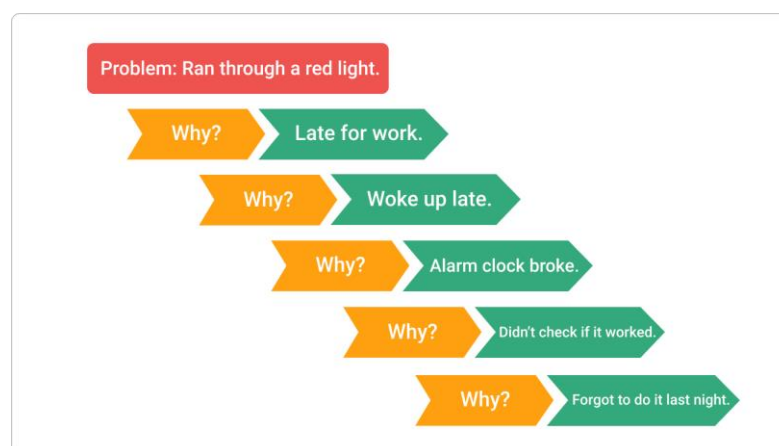 Problem: Ran through a red light.
Why? Late for work.
Why? Woke up late.
Why? Alarm clock broke.
Why? Didn't check if it worked.
Why? Forgot to do it last night.